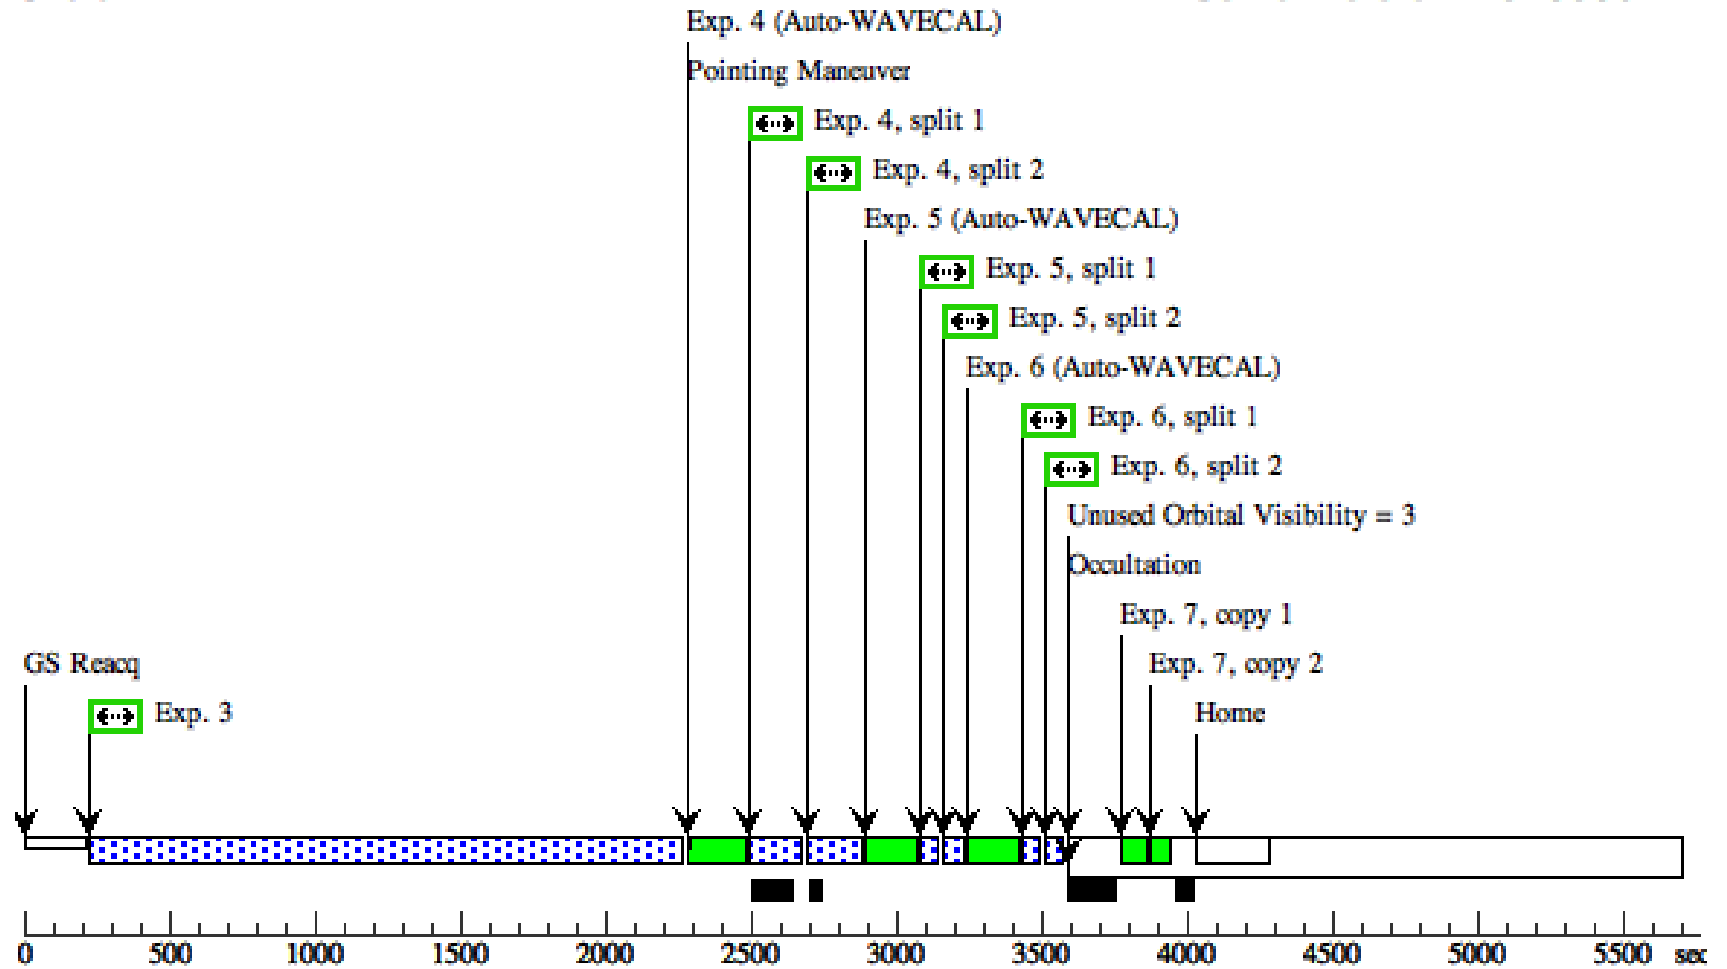 Exp. 4 (Auto-WAVECAL)
Pointing Maneuver
Exp. 4, split 1
Exp. 4, split 2
Exp. 5 (Auto-WAVECAL)
Exp. 5, split 1
Exp. 5, split 2
Exp. 6 (Auto-WAVECAL)
Exp. 6, split 1
Exp. 6, split 2
Unused Orbital Visibility = 3
Occultation
Exp. 7, copy 1
GS Reacq
Exp. 7, copy 2
Exp. 3
Home
0 500 1000 1500 2000 2500 3000 3500 4000 4500 5000 5500 sec